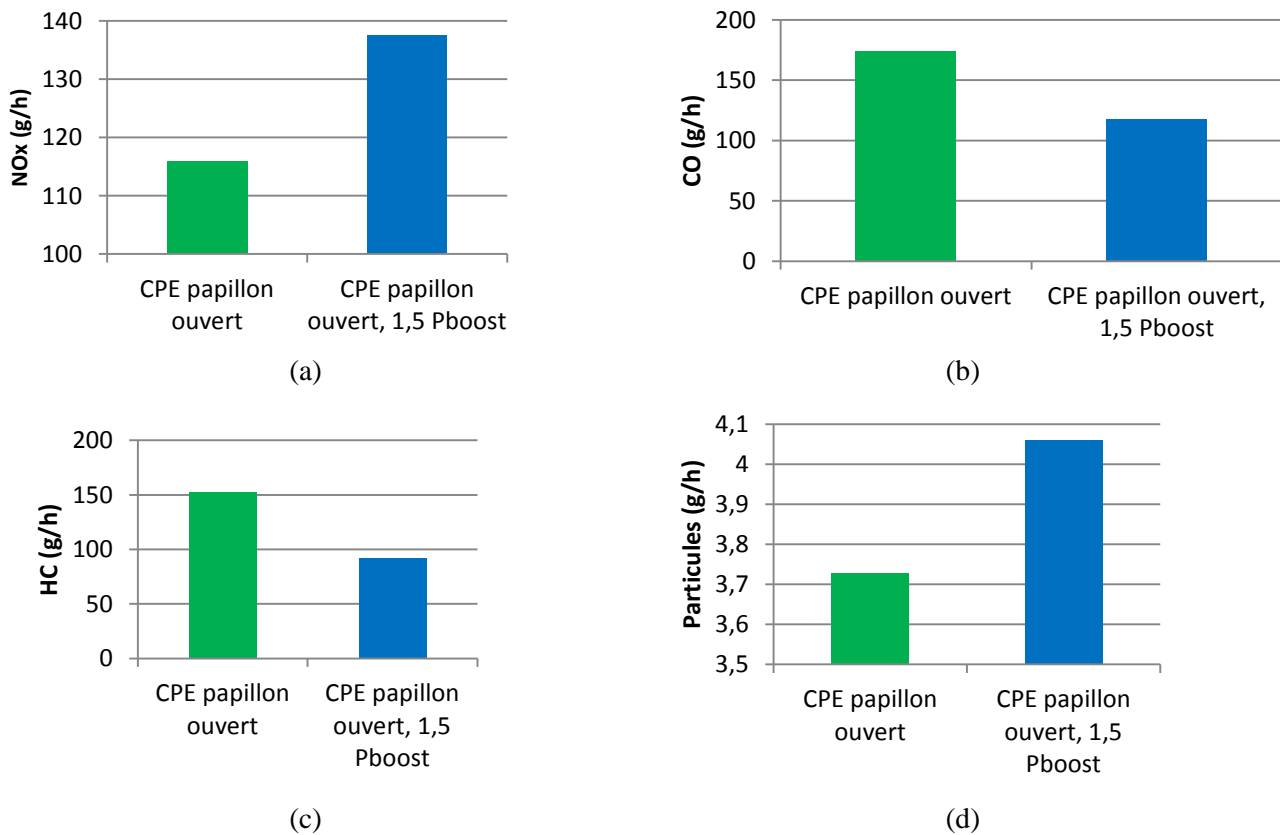 NOx (g/h)
140
130
120
110
100
CPE papillon
ouvert
CPE papillon
ouvert, 1,5 Pboost
(a)
CO (g/h)
200
150
100
50
0
CPE papillon ouvert
CPE papillon ouvert,
1,5 Pboost
(b)
HC (g/h)
200
150
100
50
0
CPE papillon
ouvert
CPE papillon
ouvert, 1,5
Pboost
(c)
Particules (g/h)
4,1
4
3,9
3,8
3,7
3,6
3,5
CPE papillon
ouvert
CPE papillon
ouvert, 1,5
Pboost
(d)